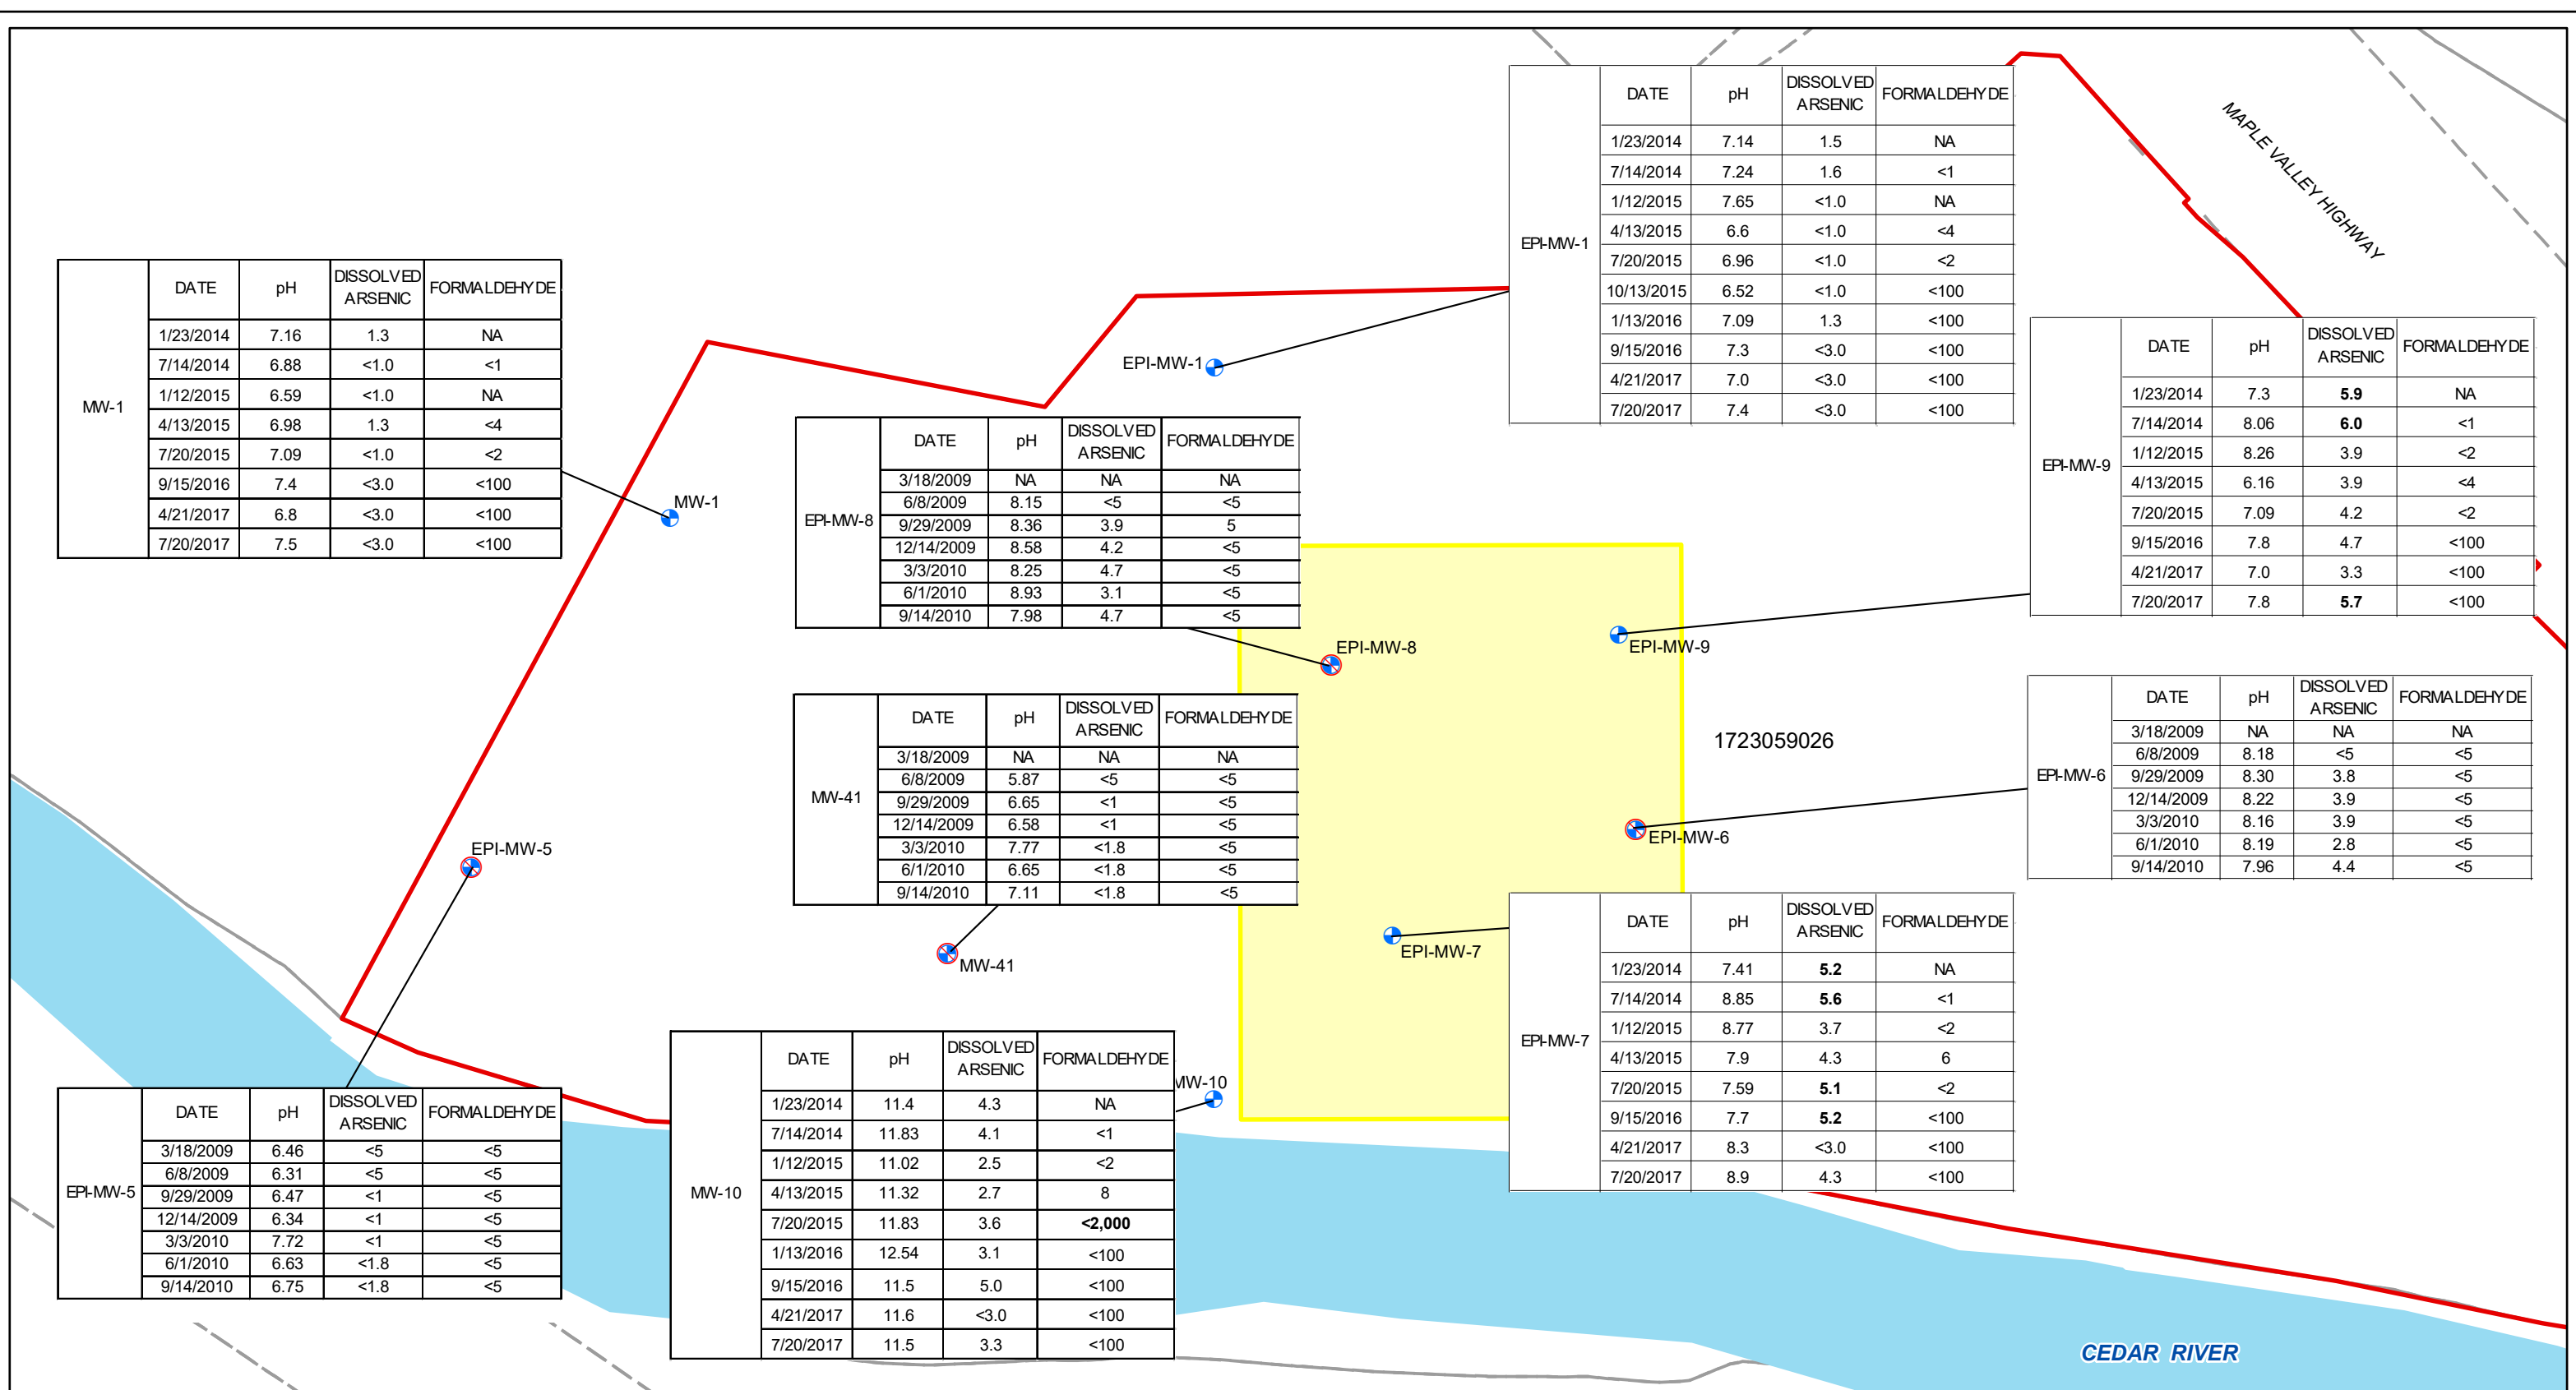 MAPLE VALLEY HIGHWAY
EPI-MW-1
DATE pH DISSOLVED ARSENIC FORMALDEHYDE
1/23/2014 7.14 1.5 NA
7/14/2014 7.24 1.6 <1
1/12/2015 7.65 <1.0 NA
4/13/2015 6.6 <1.0 <4
7/20/2015 6.96 <1.0 <2
10/13/2015 6.52 <1.0 <100
1/13/2016 7.09 1.3 <100
9/15/2016 7.3 <3.0 <100
4/21/2017 7.0 <3.0 <100
7/20/2017 7.4 <3.0 <100
MW-1
DATE pH DISSOLVED ARSENIC FORMALDEHYDE
1/23/2014 7.16 1.3 NA
7/14/2014 6.88 <1.0 <1
1/12/2015 6.59 <1.0 NA
4/13/2015 6.98 1.3 <4
7/20/2015 7.09 <1.0 <2
9/15/2016 7.4 <3.0 <100
4/21/2017 6.8 <3.0 <100
7/20/2017 7.5 <3.0 <100
EPI-MW-1
MW-1
EPI-MW-9
DATE pH DISSOLVED ARSENIC FORMALDEHYDE
1/23/2014 7.3 5.9 NA
7/14/2014 8.06 6.0 <1
1/12/2015 8.26 3.9 <2
4/13/2015 6.16 3.9 <4
7/20/2015 7.09 4.2 <2
9/15/2016 7.8 4.7 <100
4/21/2017 7.0 3.3 <100
7/20/2017 7.8 5.7 <100
EPI-MW-8
DATE pH DISSOLVED ARSENIC FORMALDEHYDE
3/18/2009 NA NA NA
6/8/2009 8.15 <5 <5
9/29/2009 8.36 3.9 5
12/14/2009 8.58 4.2 <5
3/3/2010 8.25 4.7 <5
6/1/2010 8.93 3.1 <5
9/14/2010 7.98 4.7 <5
EPI-MW-8
EPI-MW-9
1723059026
MW-41
DATE pH DISSOLVED ARSENIC FORMALDEHYDE
3/18/2009 NA NA NA
6/8/2009 5.87 <5 <5
9/29/2009 6.65 <1 <5
12/14/2009 6.58 <1 <5
3/3/2010 7.77 <1.8 <5
6/1/2010 6.65 <1.8 <5
9/14/2010 7.11 <1.8 <5
EPI-MW-6
DATE pH DISSOLVED ARSENIC FORMALDEHYDE
3/18/2009 NA NA NA
6/8/2009 8.18 <5 <5
9/29/2009 8.30 3.8 <5
12/14/2009 8.22 3.9 <5
3/3/2010 8.16 3.9 <5
6/1/2010 8.19 2.8 <5
9/14/2010 7.96 4.4 <5
EPI-MW-6
EPI-MW-5
EPI-MW-7
MW-41
EPI-MW-7
DATE pH DISSOLVED ARSENIC FORMALDEHYDE
1/23/2014 7.41 5.2 NA
7/14/2014 8.85 5.6 <1
1/12/2015 8.77 3.7 <2
4/13/2015 7.9 4.3 6
7/20/2015 7.59 5.1 <2
9/15/2016 7.7 5.2 <100
4/21/2017 8.3 <3.0 <100
7/20/2017 8.9 4.3 <100
MW-10
MW-10
DATE pH DISSOLVED ARSENIC FORMALDEHYDE
1/23/2014 11.4 4.3 NA
7/14/2014 11.83 4.1 <1
1/12/2015 11.02 2.5 <2
4/13/2015 11.32 2.7 8
7/20/2015 11.83 3.6 <2,000
1/13/2016 12.54 3.1 <100
9/15/2016 11.5 5.0 <100
4/21/2017 11.6 <3.0 <100
7/20/2017 11.5 3.3 <100
EPI-MW-5
DATE pH DISSOLVED ARSENIC FORMALDEHYDE
3/18/2009 6.46 <5 <5
6/8/2009 6.31 <5 <5
9/29/2009 6.47 <1 <5
12/14/2009 6.34 <1 <5
3/3/2010 7.72 <1 <5
6/1/2010 6.63 <1.8 <5
9/14/2010 6.75 <1.8 <5
CEDAR RIVER